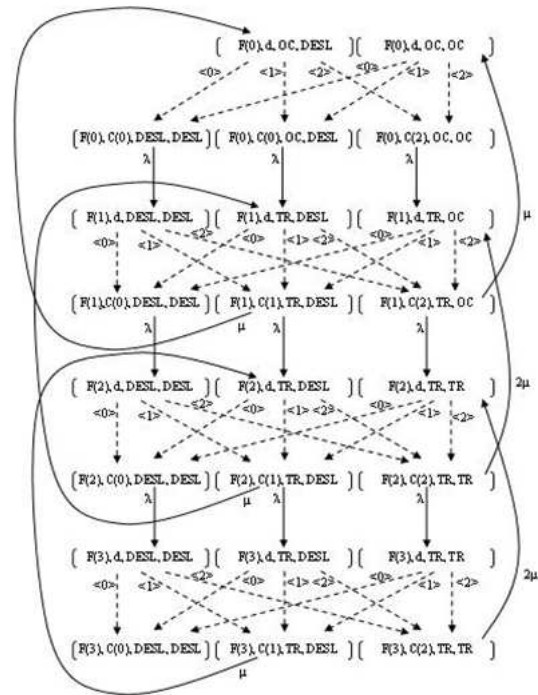 [ F(0),d,OC,DESL ] [ F(0),d,OC,OC ]
<0> <1> <2> <0> <1> <2>
[ F(0),C(0),DESL,DESL ] [ F(0),C(0),OC,DESL ] [ F(0),C(2),OC,OC ]
λ λ λ
[ F(1),d,DESL,DESL ] [ F(1),d,TR,DESL ] [ F(1),d,TR,OC ] μ
<0> <1> <2> <0> <1> <2> <0> <1> <2>
[ F(1),C(0),DESL,DESL ] [ F(1),C(1),TR,DESL ] [ F(1),C(2),TR,OC ]
λ μ λ λ
[ F(2),d,DESL,DESL ] [ F(2),d,TR,DESL ] [ F(2),d,TR,TR ] 2μ
<0> <1> <2> <0> <1> <2> <0> <1> <2>
[ F(2),C(0),DESL,DESL ] [ F(2),C(1),TR,DESL ] [ F(2),C(2),TR,TR ]
λ μ λ λ
[ F(3),d,DESL,DESL ] [ F(3),d,TR,DESL ] [ F(3),d,TR,TR ]
<0> <1> <2> <0> <1> <2> <0> <1> <2> 2μ
[ F(3),C(0),DESL,DESL ] [ F(3),C(1),TR,DESL ] [ F(3),C(2),TR,TR ]
μ